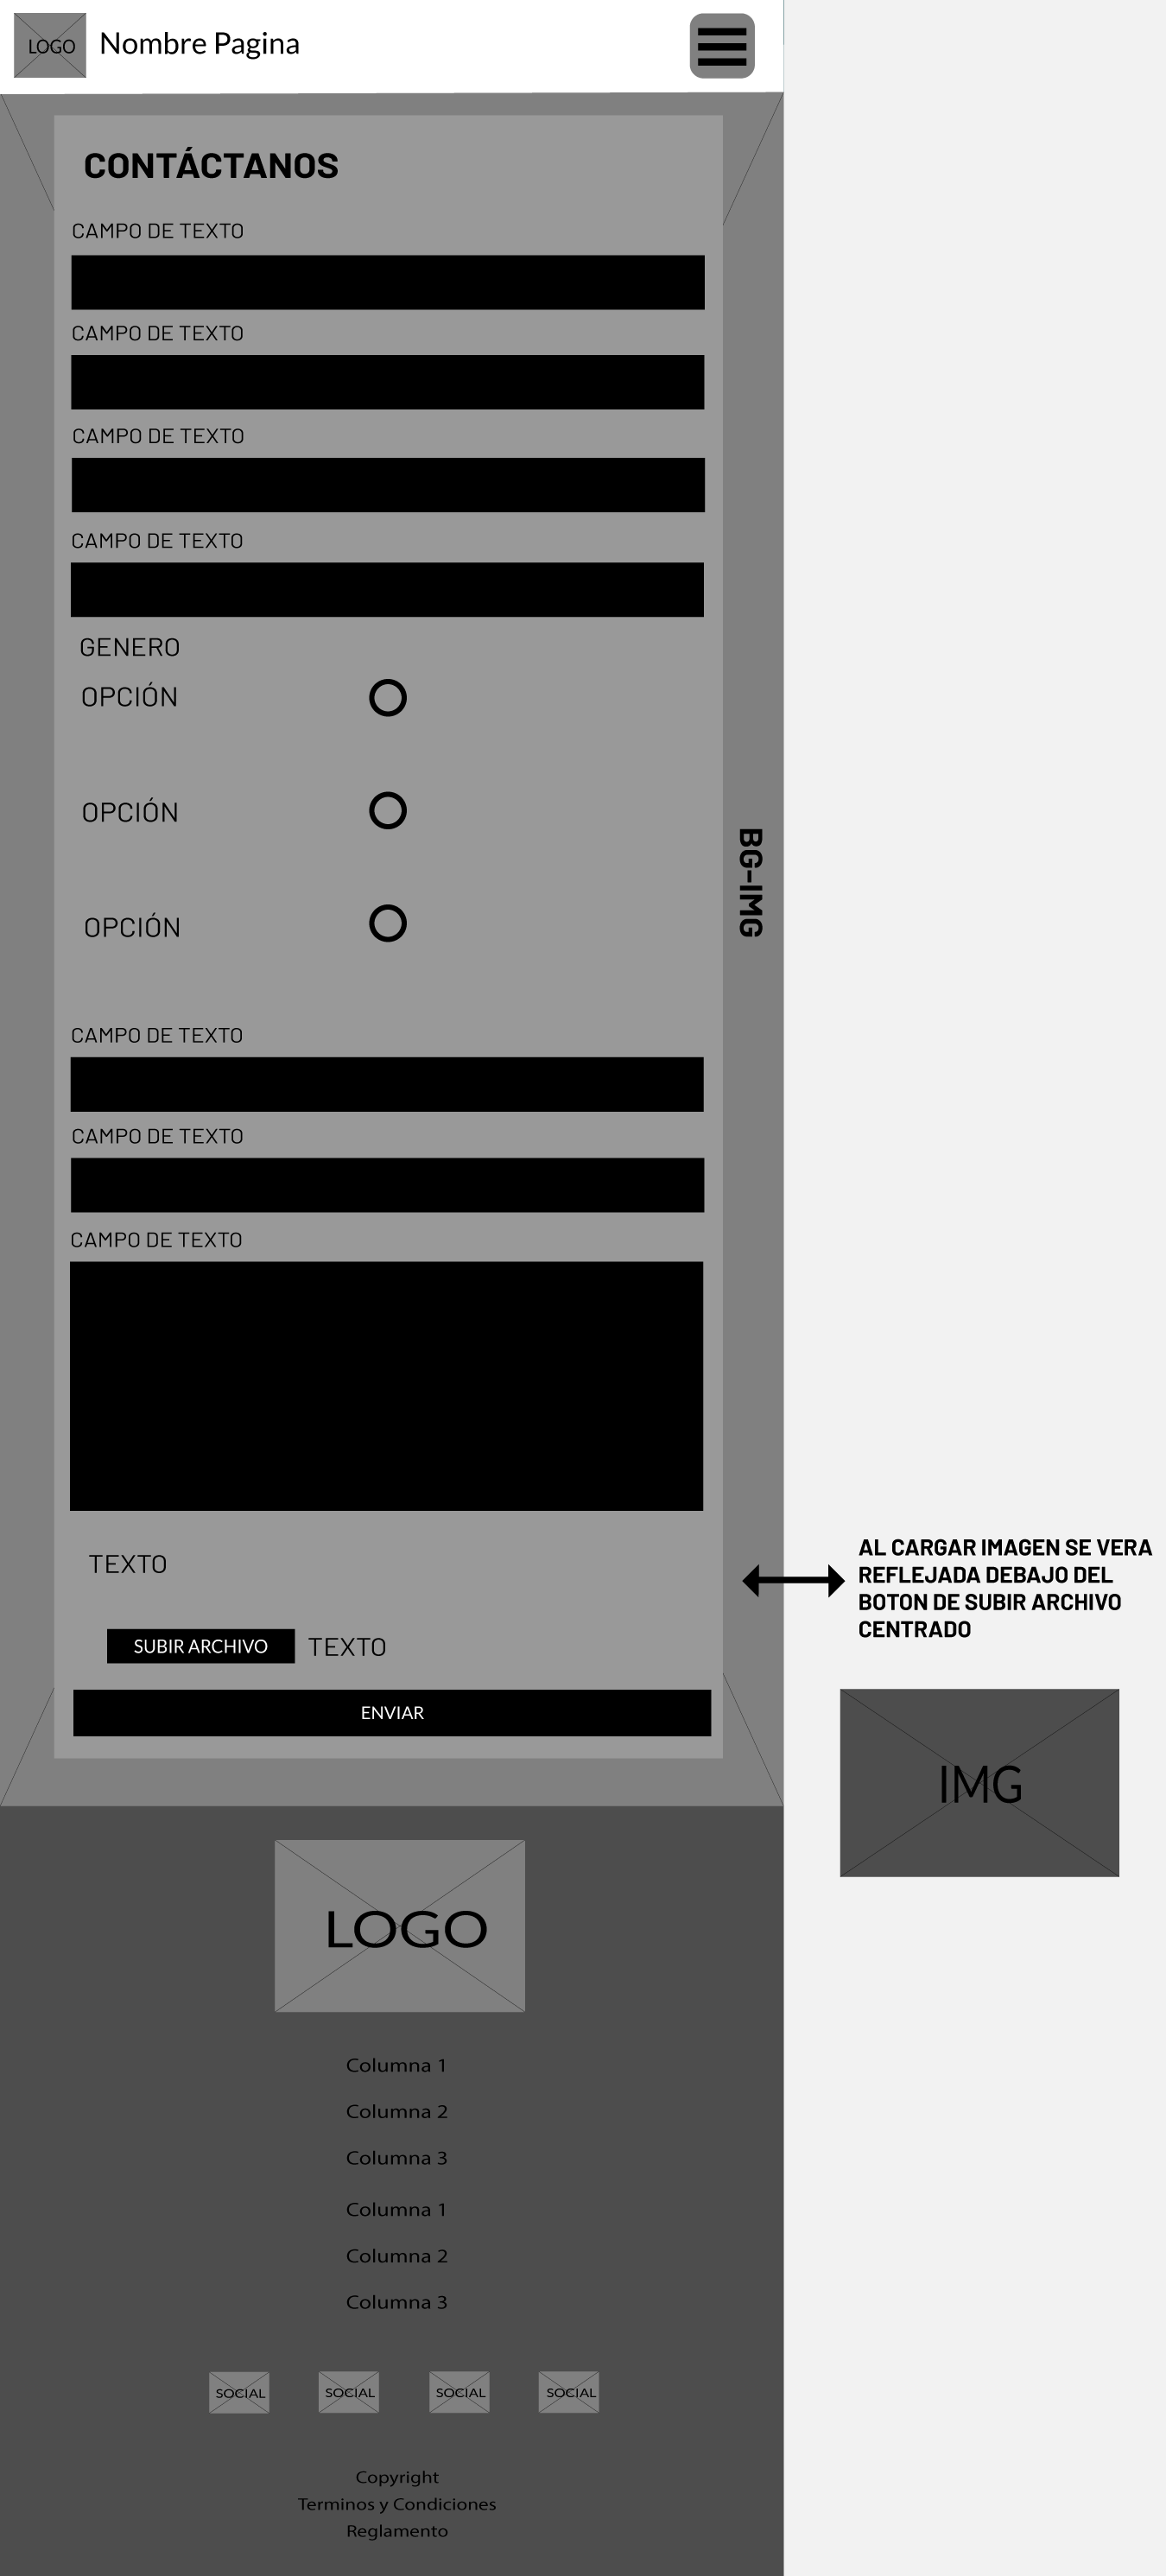 LOGO Nombre Pagina
CONTÁCTANOS
CAMPO DE TEXTO
CAMPO DE TEXTO
CAMPO DE TEXTO
CAMPO DE TEXTO
GENERO
OPCIÓN
OPCIÓN
OPCIÓN
BG-IMG
CAMPO DE TEXTO
CAMPO DE TEXTO
CAMPO DE TEXTO
TEXTO
SUBIR ARCHIVO TEXTO
ENVIAR
AL CARGAR IMAGEN SE VERA
REFLEJADA DEBAJO DEL
BOTON DE SUBIR ARCHIVO
CENTRADO
IMG
LOGO
Columna 1
Columna 2
Columna 3
Columna 1
Columna 2
Columna 3
SOCIAL SOCIAL SOCIAL SOCIAL
Copyright
Terminos y Condiciones
Reglamento